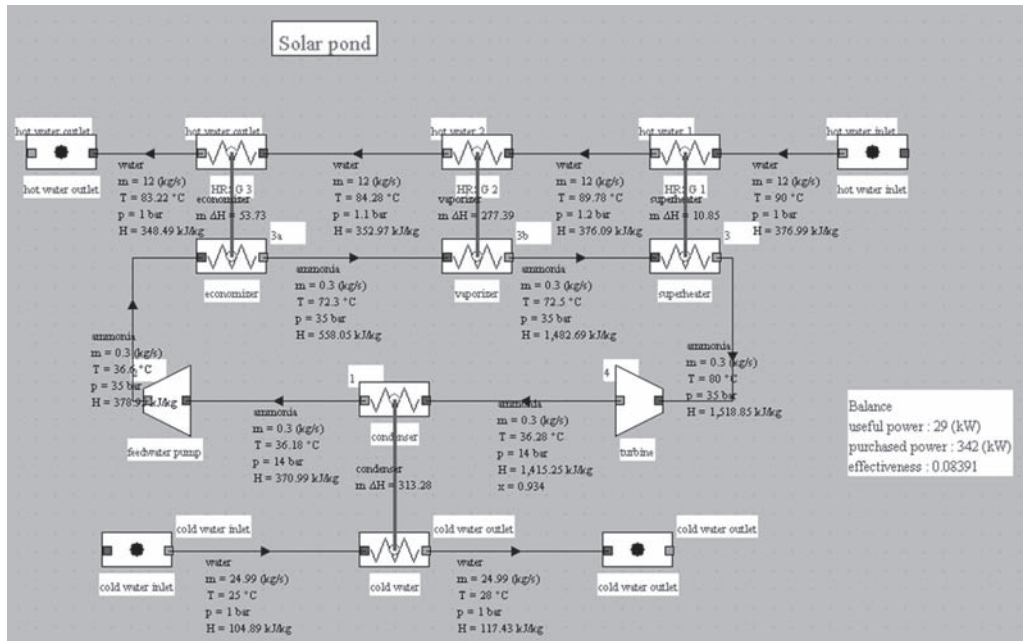 Solar pond
hot water outlet
hot water outlet
hot water 2
hot water 1
hot water inlet
hot water outlet
water
m = 12 (kg/s)
T = 83.22 °C
p = 1 bar
H = 348.49 kJ/kg
HRSG 3
economizer
m ΔH = 53.73
water
m = 12 (kg/s)
T = 84.28 °C
p = 1.1 bar
H = 352.97 kJ/kg
HRSG 2
vaporizer
m ΔH = 277.39
water
m = 12 (kg/s)
T = 89.78 °C
p = 1.2 bar
H = 376.09 kJ/kg
HRSG 1
superheater
m ΔH = 10.85
water
m = 12 (kg/s)
T = 90 °C
p = 1 bar
H = 376.99 kJ/kg
hot water inlet
3a
3b
3
economizer
ammonia
m = 0.3 (kg/s)
T = 72.3 °C
p = 35 bar
H = 558.05 kJ/kg
vaporizer
ammonia
m = 0.3 (kg/s)
T = 72.5 °C
p = 35 bar
H = 1,482.69 kJ/kg
superheater
ammonia
m = 0.3 (kg/s)
T = 36.6 °C
p = 35 bar
H = 378.99 kJ/kg
feedwater pump
1
condenser
ammonia
m = 0.3 (kg/s)
T = 36.18 °C
p = 14 bar
H = 370.99 kJ/kg
condenser
m ΔH = 313.28
4
turbine
ammonia
m = 0.3 (kg/s)
T = 36.28 °C
p = 14 bar
H = 1,415.25 kJ/kg
x = 0.934
ammonia
m = 0.3 (kg/s)
T = 80 °C
p = 35 bar
H = 1,518.85 kJ/kg
Balance
useful power : 29 (kW)
purchased power : 342 (kW)
effectiveness : 0.08391
cold water inlet
cold water outlet
cold water outlet
cold water inlet
water
m = 24.99 (kg/s)
T = 25 °C
p = 1 bar
H = 104.89 kJ/kg
cold water
water
m = 24.99 (kg/s)
T = 28 °C
p = 1 bar
H = 117.43 kJ/kg
cold water outlet